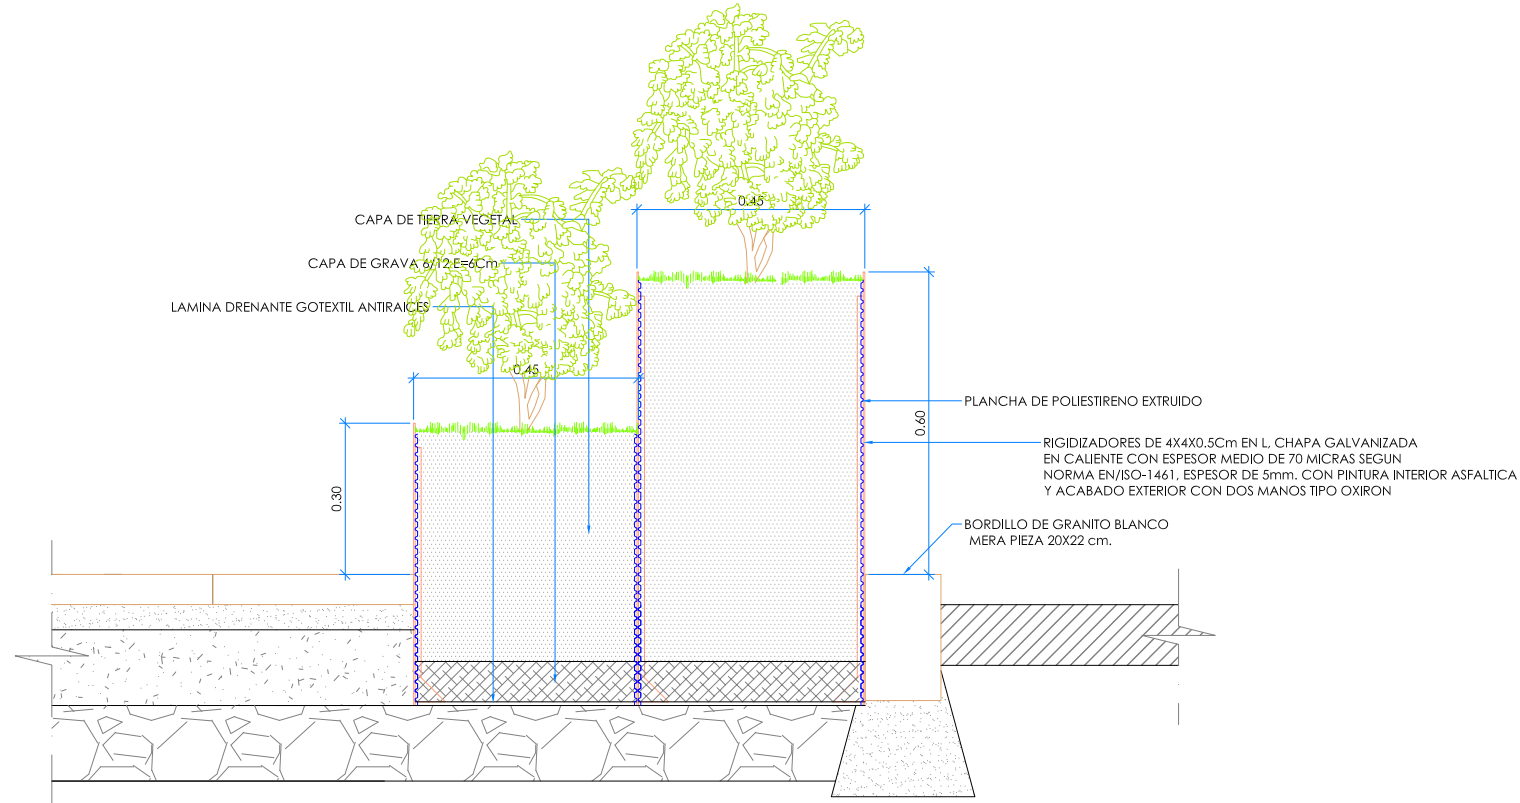 0.45
CAPA DE TIERRA VEGETAL
CAPA DE GRAVA 6/12 E=6Cm
LAMINA DRENANTE GOTEXTIL ANTIRAICES
0.45
PLANCHA DE POLIESTIRENO EXTRUIDO
0.60
RIGIDIZADORES DE 4X4X0.5Cm EN L, CHAPA GALVANIZADA
EN CALIENTE CON ESPESOR MEDIO DE 70 MICRAS SEGUN
NORMA EN/ISO-1461, ESPESOR DE 5mm. CON PINTURA INTERIOR ASFALTICA
Y ACABADO EXTERIOR CON DOS MANOS TIPO OXIRON
0.30
BORDILLO DE GRANITO BLANCO
MERA PIEZA 20X22 cm.